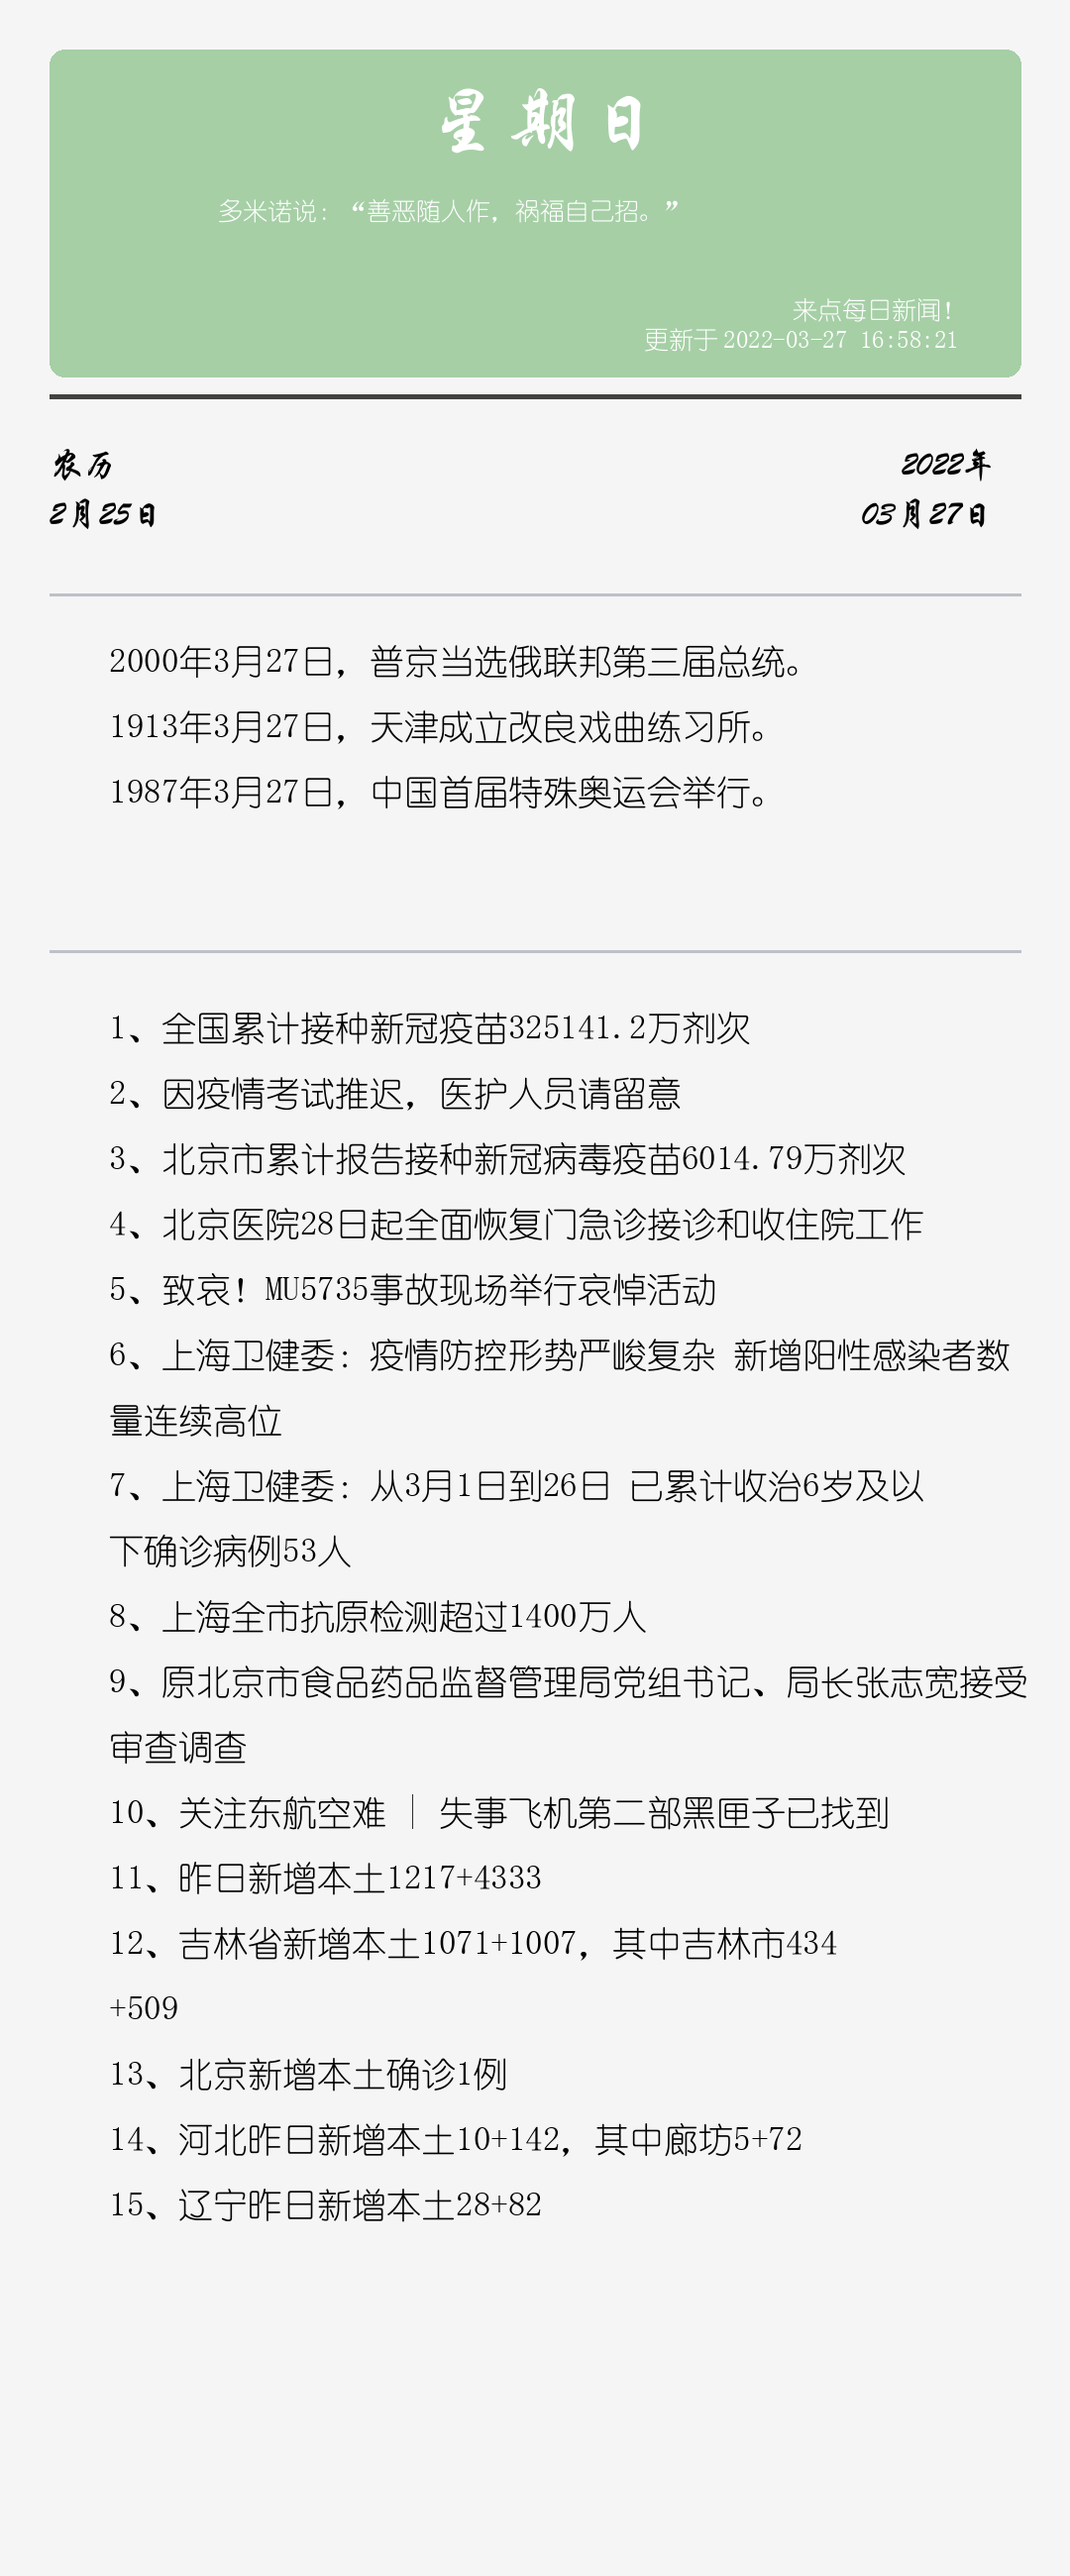 星期日
多米诺说：“善恶随人作，祸福自己招。”
来点每日新闻！
更新于2022-03-27 16:58:21
农历
2022年
2月25日
03月27日
2000年3月27日，普京当选俄联邦第三届总统。
1913年3月27日，天津成立改良戏曲练习所。
1987年3月27日，中国首届特殊奥运会举行。
1、全国累计接种新冠疫苗325141.2万剂次
2、因疫情考试推迟，医护人员请留意
3、北京市累计报告接种新冠病毒疫苗6014.79万剂次
4、北京医院28日起全面恢复门急诊接诊和收住院工作
5、致哀！MU5735事故现场举行哀悼活动
6、上海卫健委：疫情防控形势严峻复杂 新增阳性感染者数
量连续高位
7、上海卫健委：从3月1日到26日 已累计收治6岁及以
下确诊病例53人
8、上海全市抗原检测超过1400万人
9、原北京市食品药品监督管理局党组书记、局长张志宽接受
审查调查
10、关注东航空难｜失事飞机第二部黑匣子已找到
11、昨日新增本土1217+4333
12、吉林省新增本土1071+1007，其中吉林市434
+509
13、北京新增本土确诊1例
14、河北昨日新增本土10+142，其中廊坊5+72
15、辽宁昨日新增本土28+82